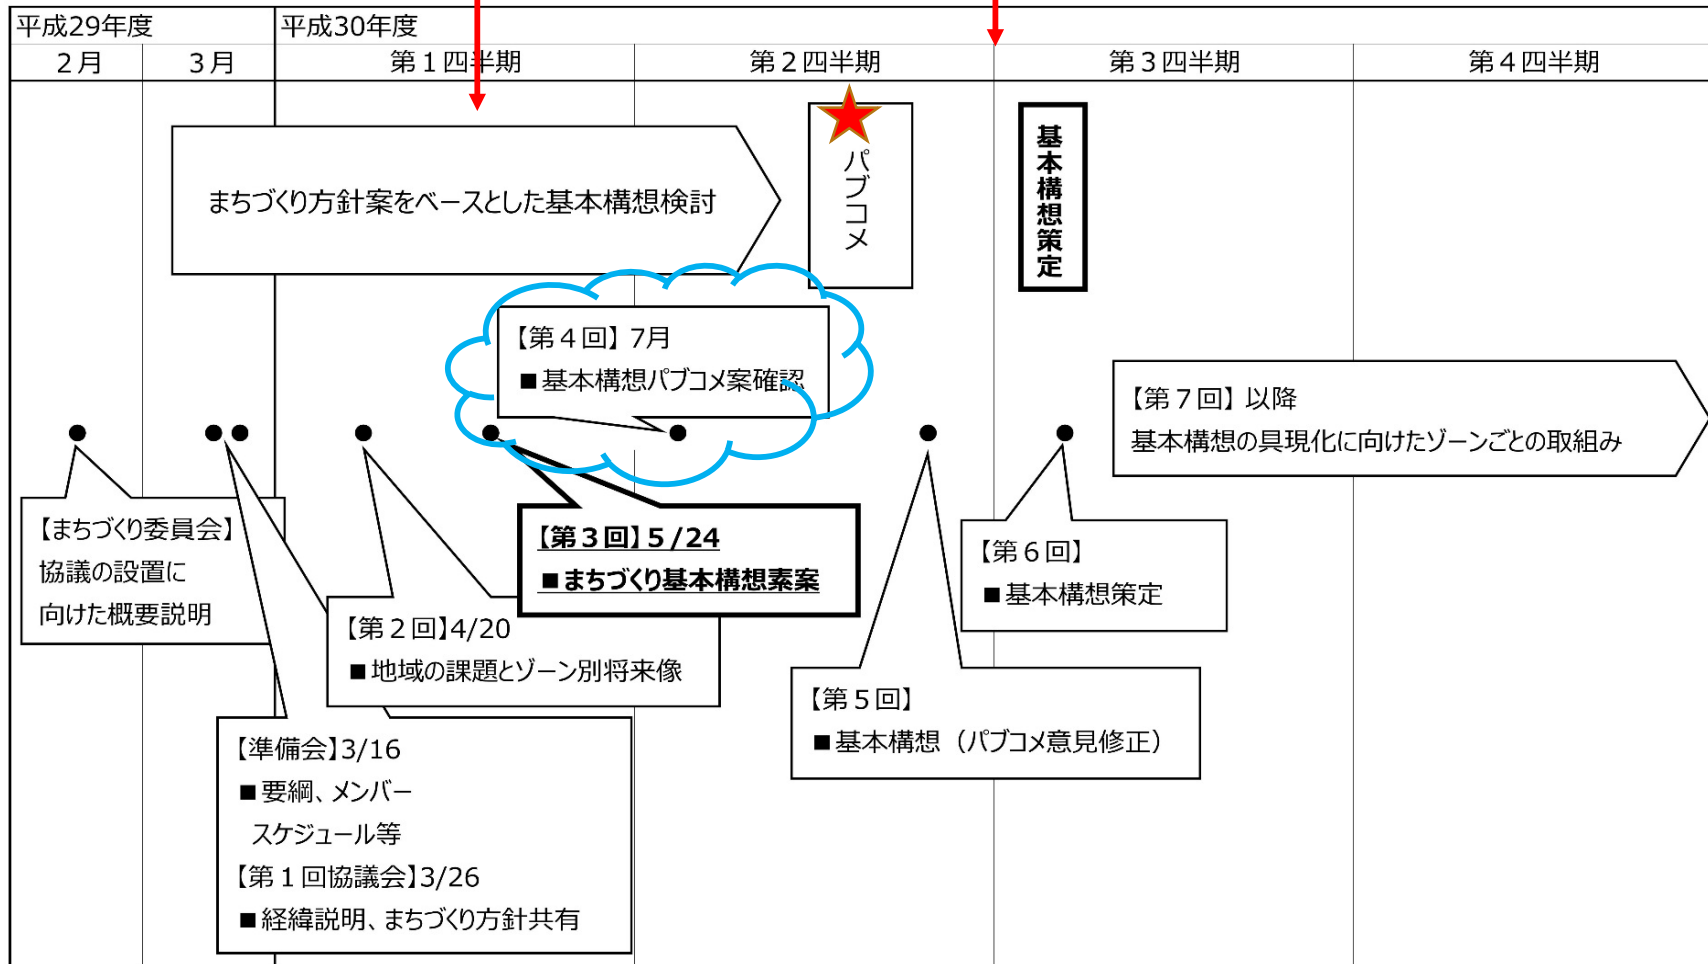 平成29年度
平成30年度
2月
3月
第1四半期
第2四半期
第3四半期
第4四半期
まちづくり方針案をベースとした基本構想検討
パブコメ
基本構想策定
【第4回】 7月
■基本構想パブコメ案確認
【第7回】 以降
基本構想の具現化に向けたゾーンごとの取組み
【まちづくり委員会】
協議の設置に
向けた概要説明
【第3回】5/24
■まちづくり基本構想素案
【第6回】
■基本構想策定
【第2回】4/20
■地域の課題とゾーン別将来像
【第5回】
■基本構想（パブコメ意見修正）
【準備会】3/16
■要綱、メンバー
スケジュール等
【第1回協議会】3/26
■経緯説明、まちづくり方針共有